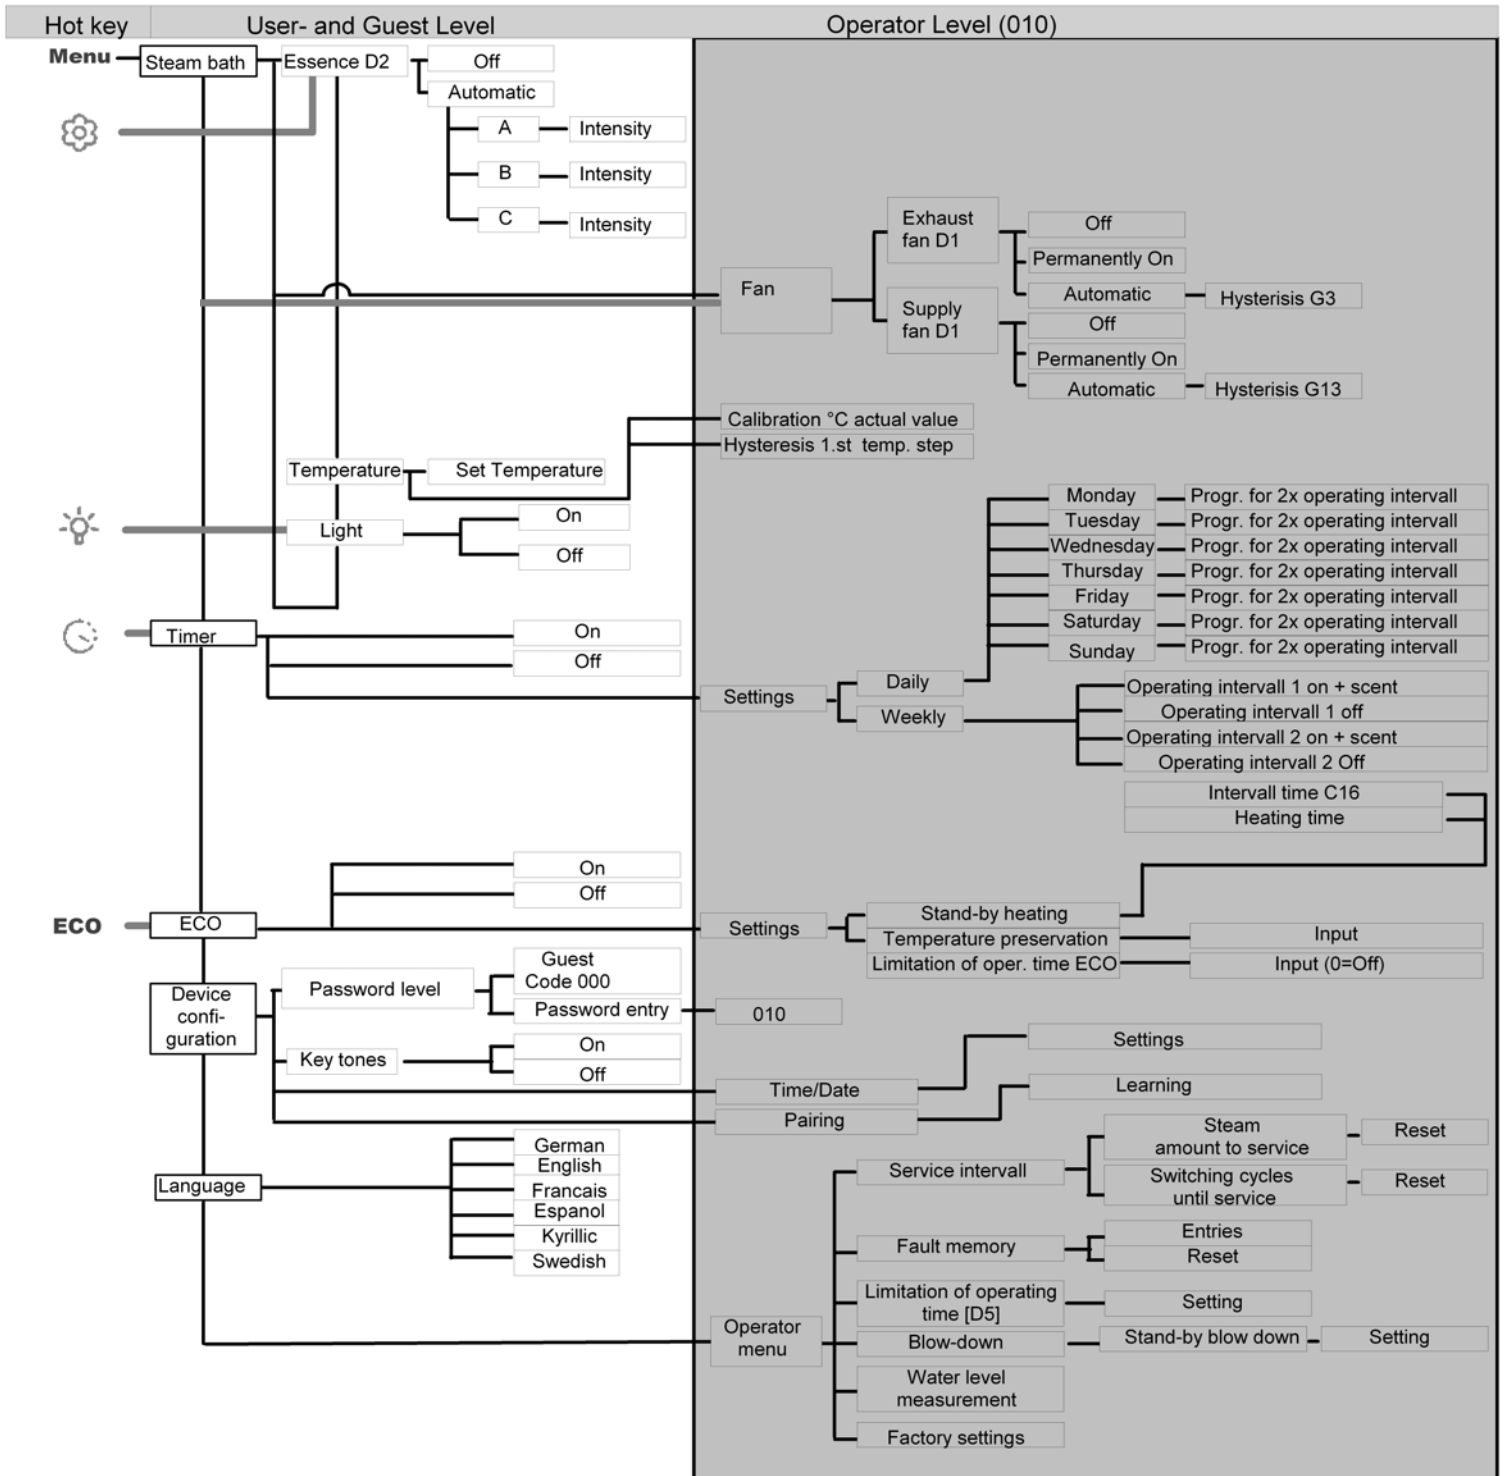 Hot key
User- and Guest Level
Operator Level (010)
Menu
Steam bath
Essence D2
Off
Automatic
A
Intensity
B
Intensity
C
Intensity
Fan
Exhaust
fan D1
Off
Permanently On
Automatic
Hysterisis G3
Supply
fan D1
Off
Permanently On
Automatic
Hysterisis G13
Calibration °C actual value
Hysteresis 1.st temp. step
Temperature
Set Temperature
Light
On
Off
Timer
On
Off
Settings
Daily
Monday
Progr. for 2x operating intervall
Tuesday
Progr. for 2x operating intervall
Wednesday
Progr. for 2x operating intervall
Thursday
Progr. for 2x operating intervall
Friday
Progr. for 2x operating intervall
Saturday
Progr. for 2x operating intervall
Sunday
Progr. for 2x operating intervall
Weekly
Operating intervall 1 on + scent
Operating intervall 1 off
Operating intervall 2 on + scent
Operating intervall 2 Off
Intervall time C16
Heating time
ECO
ECO
On
Off
Settings
Stand-by heating
Temperature preservation
Input
Limitation of oper. time ECO
Input (0=Off)
Device
confi-
guration
Password level
Guest
Code 000
Password entry
010
Key tones
On
Off
Time/Date
Settings
Pairing
Learning
Language
German
English
Francais
Espanol
Kyrillic
Swedish
Operator
menu
Service intervall
Steam
amount to service
Reset
Switching cycles
until service
Reset
Fault memory
Entries
Reset
Limitation of operating
time [D5]
Setting
Blow-down
Stand-by blow down
Setting
Water level
measurement
Factory settings